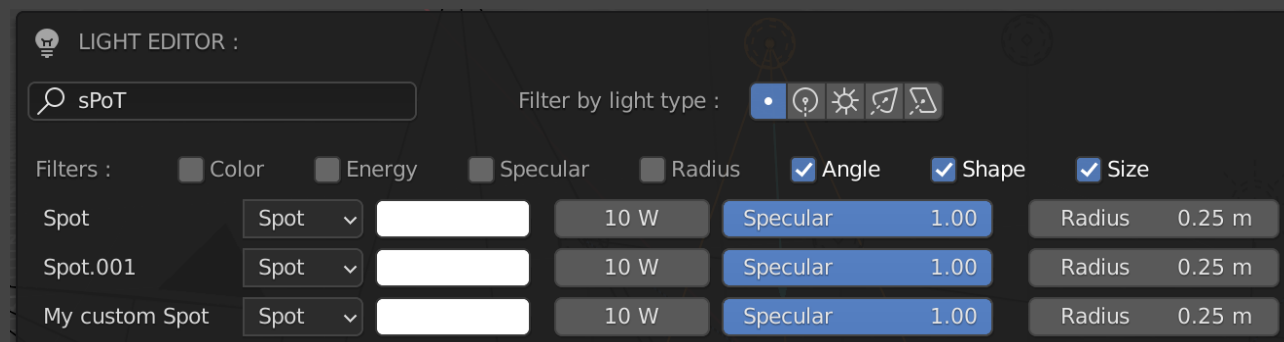 LIGHT EDITOR :
sPoT Filter by light type :
Filters : Color Energy Specular Radius Angle Shape Size
Spot Spot 10 W Specular 1.00 Radius 0.25 m
Spot.001 Spot 10 W Specular 1.00 Radius 0.25 m
My custom Spot Spot 10 W Specular 1.00 Radius 0.25 m